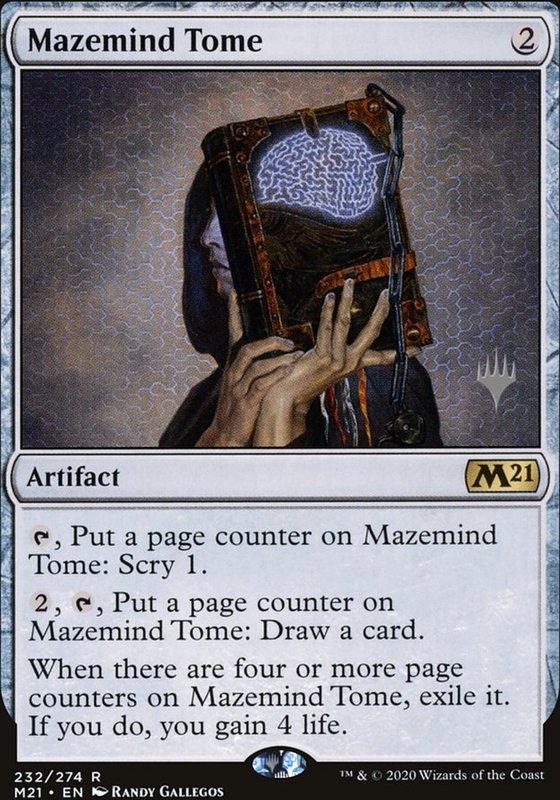 Mazemind Tome 2
Artifact M21
, Put a page counter on Mazemind
Tome: Scry 1.
2, , Put a page counter on
Mazemind Tome: Draw a card.
When there are four or more page
counters on Mazemind Tome, exile it.
If you do, you gain 4 life.
232/274 R
M21 • EN RANDY GALLEGOS ™ & © 2020 Wizards of the Coast